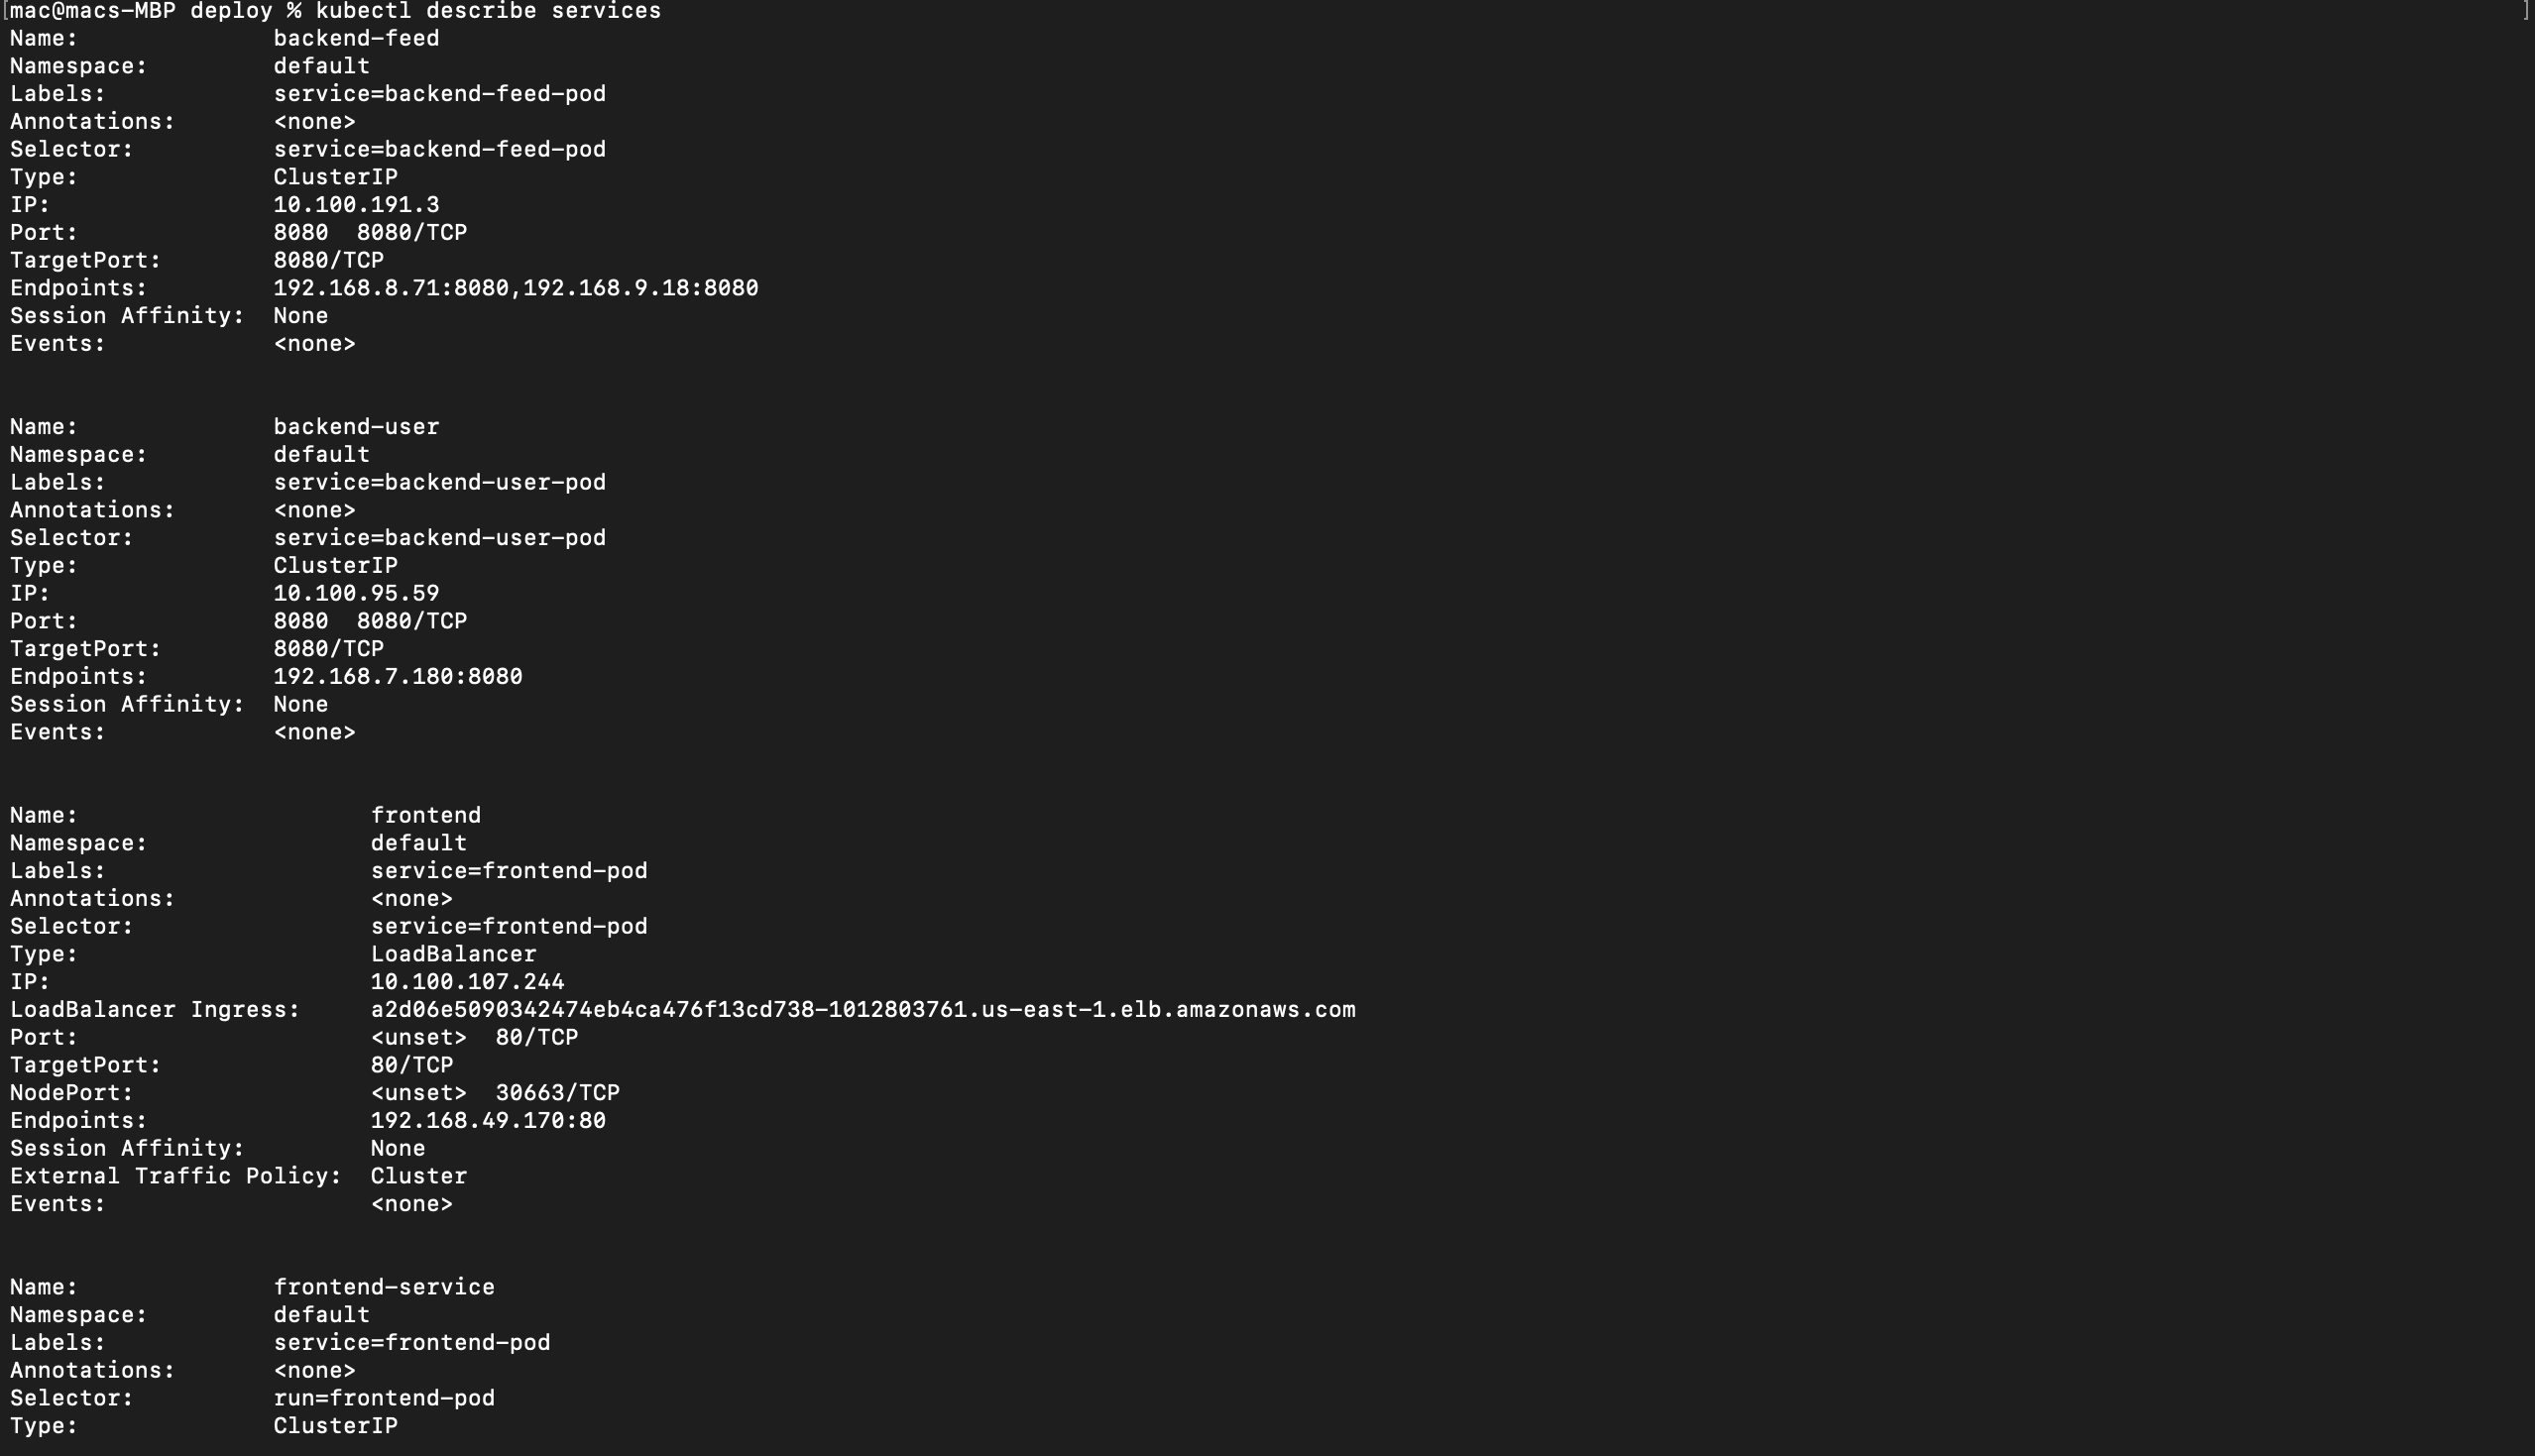 [mac@macs-MBP deploy % kubectl describe services ]
Name:              backend-feed
Namespace:         default
Labels:            service=backend-feed-pod
Annotations:       <none>
Selector:          service=backend-feed-pod
Type:              ClusterIP
IP:                10.100.191.3
Port:              8080  8080/TCP
TargetPort:        8080/TCP
Endpoints:         192.168.8.71:8080,192.168.9.18:8080
Session Affinity:  None
Events:            <none>

Name:              backend-user
Namespace:         default
Labels:            service=backend-user-pod
Annotations:       <none>
Selector:          service=backend-user-pod
Type:              ClusterIP
IP:                10.100.95.59
Port:              8080  8080/TCP
TargetPort:        8080/TCP
Endpoints:         192.168.7.180:8080
Session Affinity:  None
Events:            <none>

Name:                     frontend
Namespace:                default
Labels:                   service=frontend-pod
Annotations:              <none>
Selector:                 service=frontend-pod
Type:                     LoadBalancer
IP:                       10.100.107.244
LoadBalancer Ingress:     a2d06e5090342474eb4ca476f13cd738-1012803761.us-east-1.elb.amazonaws.com
Port:                     <unset>  80/TCP
TargetPort:               80/TCP
NodePort:                 <unset>  30663/TCP
Endpoints:                192.168.49.170:80
Session Affinity:         None
External Traffic Policy:  Cluster
Events:                   <none>

Name:              frontend-service
Namespace:         default
Labels:            service=frontend-pod
Annotations:       <none>
Selector:          run=frontend-pod
Type:              ClusterIP